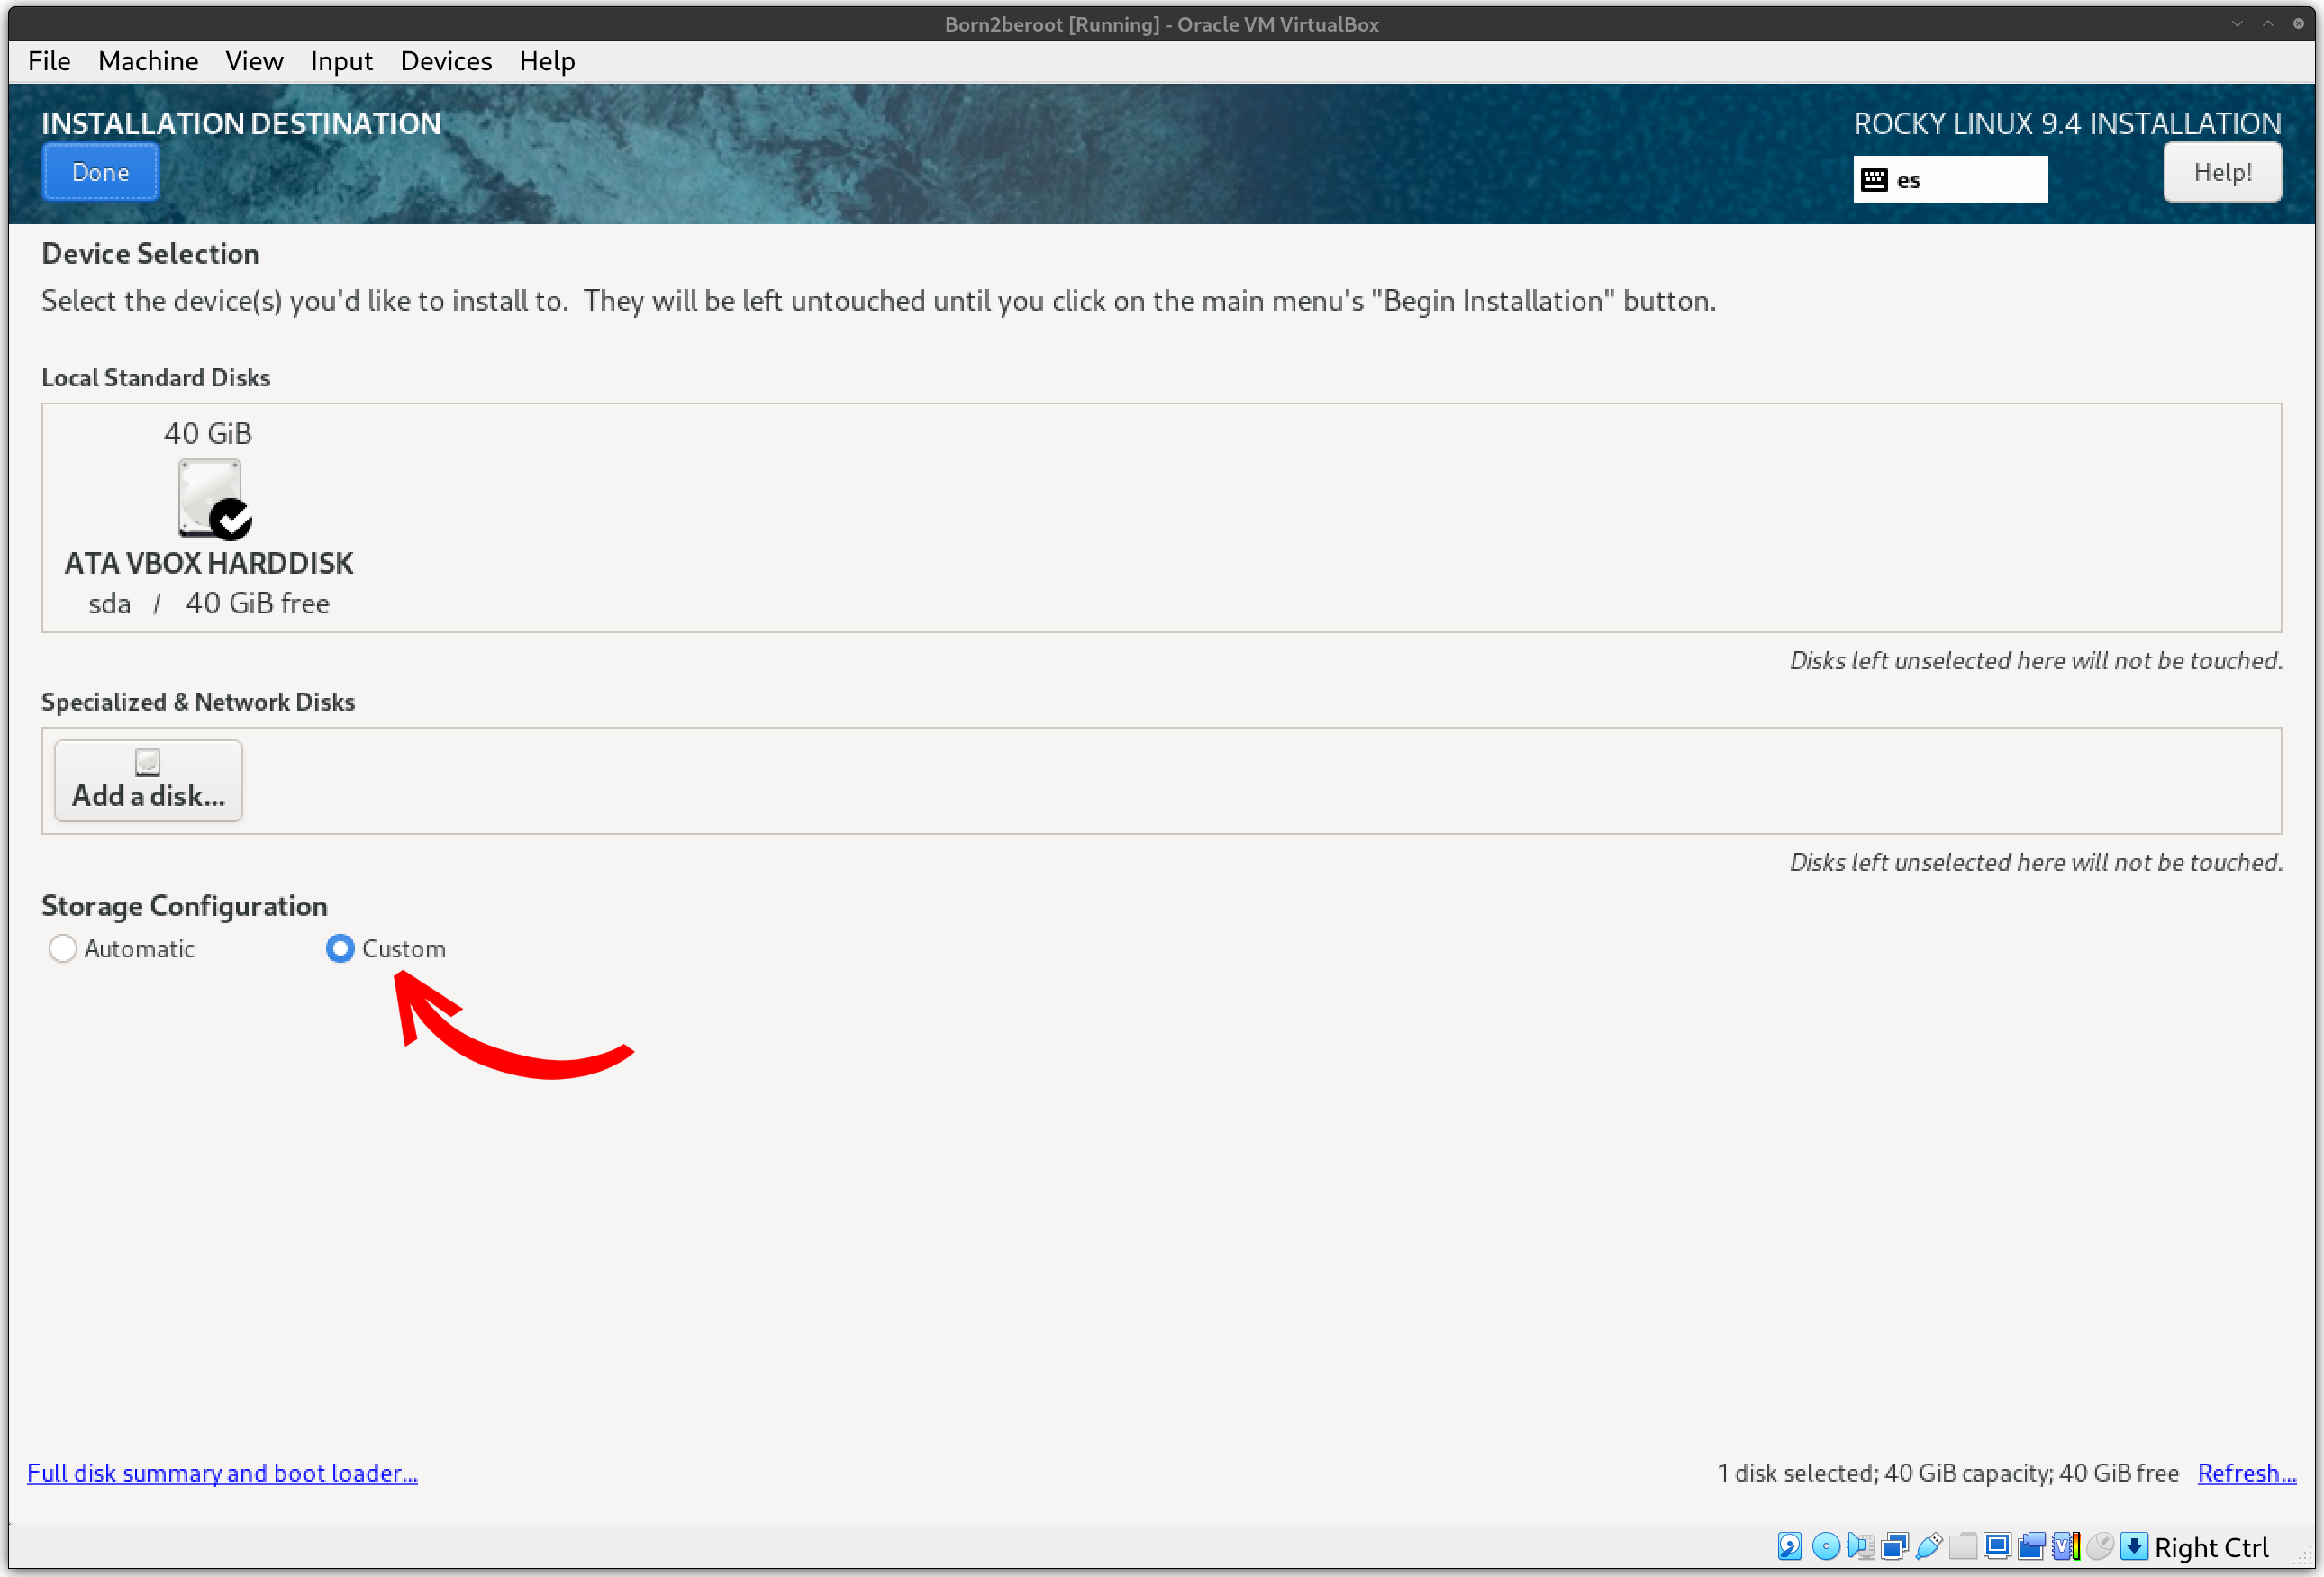 Born2beroot [Running] - Oracle VM VirtualBox
File Machine View Input Devices Help
INSTALLATION DESTINATION
ROCKY LINUX 9.4 INSTALLATION
Done
es
Help!
Device Selection
Select the device(s) you'd like to install to.  They will be left untouched until you click on the main menu's "Begin Installation" button.
Local Standard Disks
40 GiB
ATA VBOX HARDDISK
sda / 40 GiB free
Disks left unselected here will not be touched.
Specialized & Network Disks
Add a disk...
Disks left unselected here will not be touched.
Storage Configuration
Automatic Custom
Full disk summary and boot loader...
1 disk selected; 40 GiB capacity; 40 GiB free Refresh...
Right Ctrl